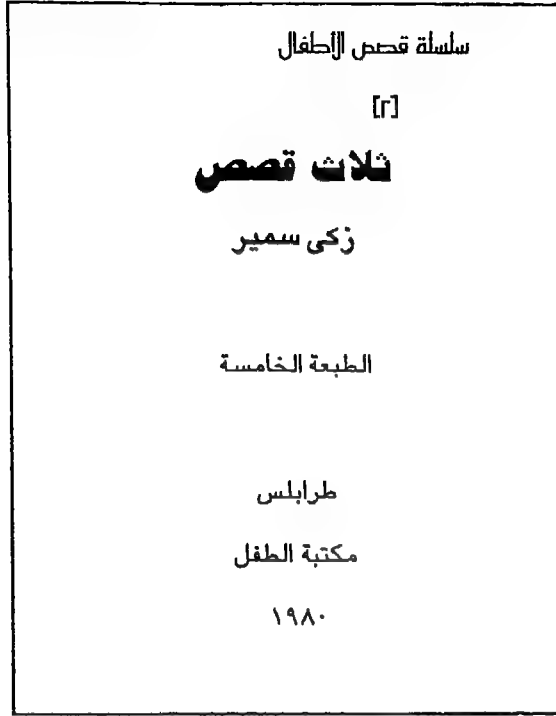 سلسلة قصص الأطفال
[٢]
ثلاث قصص
زكى سمير
الطبعة الخامسة
طرابلس
مكتبة الطفل
١٩٨٠